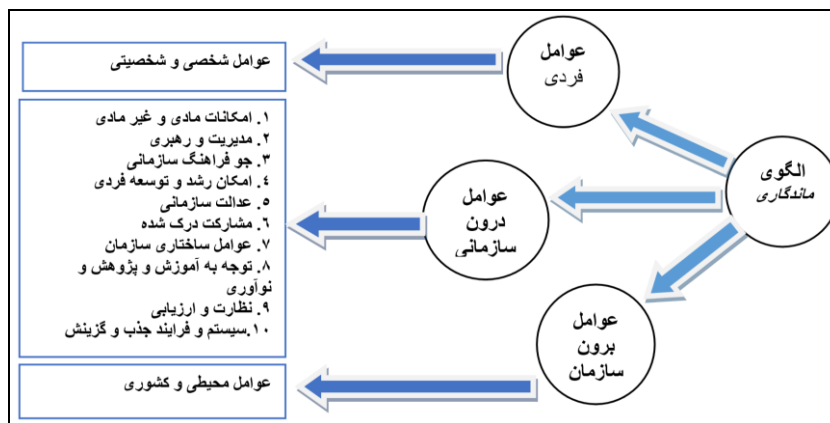 الگوی
ماندگاری
عوامل
فردی
عوامل شخصی و شخصیتی
عوامل
درون
سازمانی
۱. امکانات مادی و غیر مادی
۲. مدیریت و رهبری
۳. جو فراهنگ سازمانی
۴. امکان رشد و توسعه فردی
۵. عدالت سازمانی
۶. مشارکت درک شده
۷. عوامل ساختاری سازمان
۸. توجه به آموزش و پژوهش و
نوآوری
۹. نظارت و ارزیابی
۱۰.سیستم و فرایند جذب و گزینش
عوامل
برون
سازمان
عوامل محیطی و کشوری